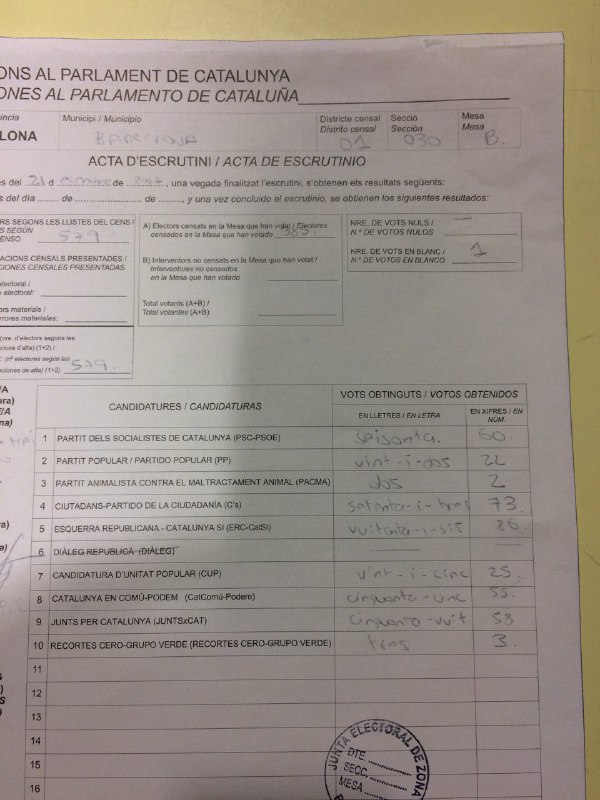 ONS AL PARLAMENT DE CATALUNYA
ONES AL PARLAMENTO DE CATALUÑA
incia
LONA
Municipi / Municipio
BARCELONA
Districte censal
Distrito censal 01
Secció
Sección 030
Mesa
Mesa B.
ACTA D'ESCRUTINI / ACTA DE ESCRUTINIO
es del 21 d de 2017, una vegada finalitzat l'escrutini, s'obtenen els resultats següents:
s del día ........ de ........................ de ............, y una vez concluido el escrutinio, se obtienen los siguientes resultados:
RS SEGONS LES LLISTES DEL CENS /
S SEGÚN
ENSO 579
ACIONS CENSALS PRESENTADES /
CIONES CENSALES PRESENTADAS
electoral /
o electoral:
ors materials /
rrores materiales:
(nre. d'electors segons les
cions d'alta) (1+2) /
: (nº electores según las
aciones de alta) (1+2) 579.
A) Electors censats en la Mesa que han votat / Electores
censados en la Mesa que han votado 385
B) Interventors no censats en la Mesa que han votat /
Interventores no censados
en la Mesa que han votado
Total votants (A+B) /
Total votantes (A+B)
NRE. DE VOTS NULS / —
N.º DE VOTOS NULOS
NRE. DE VOTS EN BLANC / 1
N.º DE VOTOS EN BLANCO
CANDIDATURES / CANDIDATURAS
VOTS OBTINGUTS / VOTOS OBTENIDOS
EN LLETRES / EN LETRA
EN XIFRES / EN NÚM.
1 PARTIT DELS SOCIALISTES DE CATALUNYA (PSC-PSOE) seisanta. 60.
2 PARTIT POPULAR / PARTIDO POPULAR (PP) vint-i-dos 22
3 PARTIT ANIMALISTA CONTRA EL MALTRACTAMENT ANIMAL (PACMA) dos 2
4 CIUTADANS-PARTIDO DE LA CIUDADANÍA (C's) setanta-i-tres 73.
5 ESQUERRA REPUBLICANA - CATALUNYA SÍ (ERC-CatSí) vuitanta-i-sis 86.
6 DIÀLEG REPUBLICÀ (DIÀLEG) —
7 CANDIDATURA D'UNITAT POPULAR (CUP) vint-i-cinc 25.
8 CATALUNYA EN COMÚ-PODEM (CatComú-Podem) cinquanta-cinc 55.
9 JUNTS PER CATALUNYA (JUNTSxCAT) cinquanta-vuit 58
10 RECORTES CERO-GRUPO VERDE (RECORTES CERO-GRUPO VERDE) tres 3.
11
12
13
14
15
16
JUNTA ELECTORAL DE ZONA
DTE.
SECC.
MESA